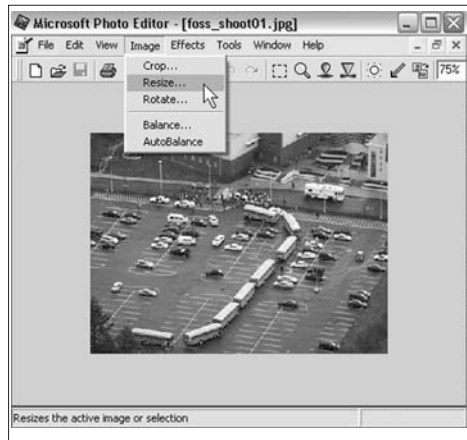 Microsoft Photo Editor - [foss_shoot01.jpg]
File Edit View Image Effects Tools Window Help
75%
Crop...
Resize...
Rotate...
Balance...
AutoBalance
Resizes the active image or selection